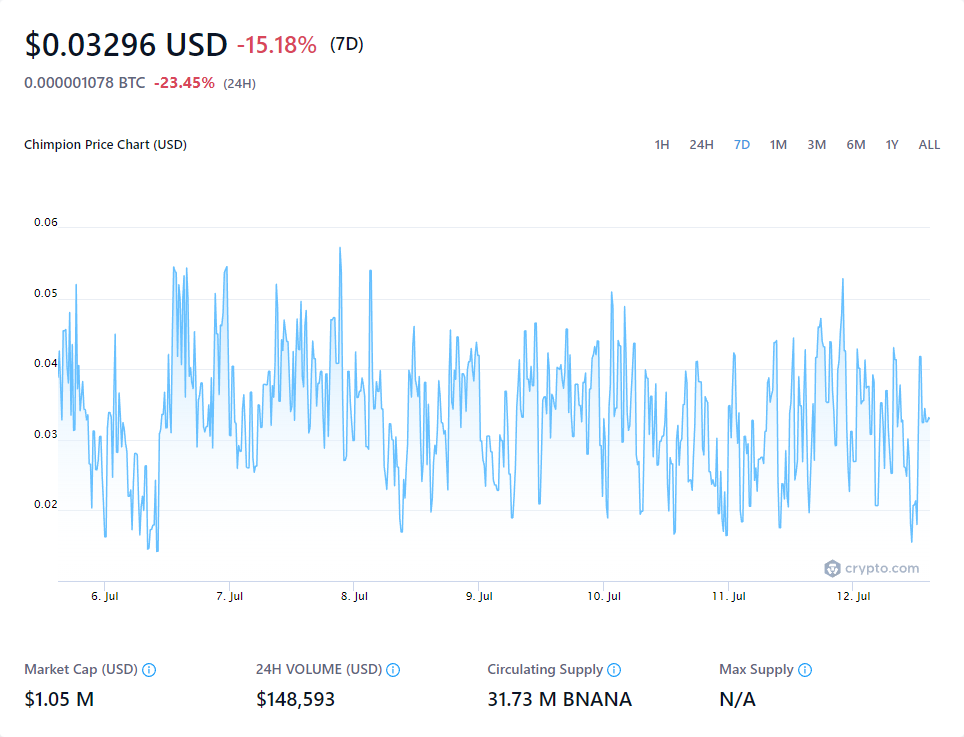 $0.03296 USD -15.18% (7D)
0.000001078 BTC -23.45% (24H)
Chimpion Price Chart (USD) 1H 24H 7D 1M 3M 6M 1Y ALL
0.06
0.05
0.04
0.03
0.02
crypto.com
6. Jul 7. Jul 8. Jul 9. Jul 10. Jul 11. Jul 12. Jul
Market Cap (USD) 24H VOLUME (USD) Circulating Supply Max Supply
$1.05 M $148,593 31.73 M BNANA N/A